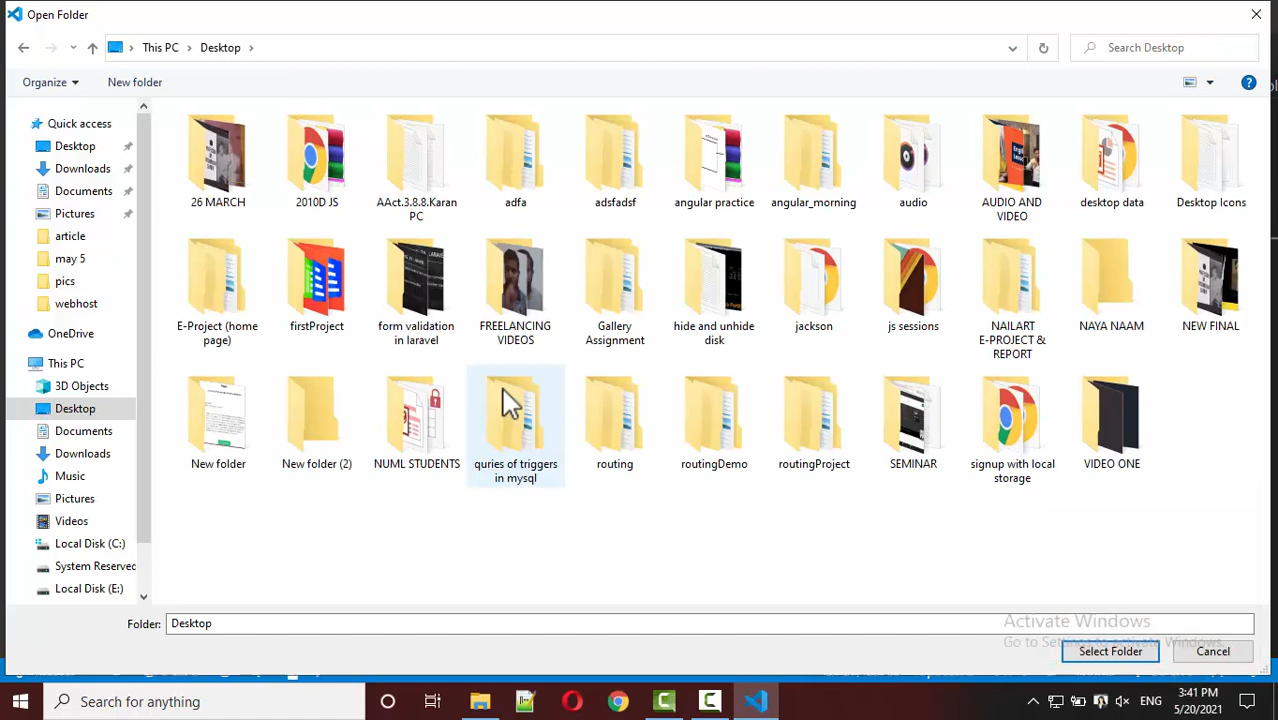 Open Folder
This PC
Desktop
Search Desktop
Organize
New folder
Quick access
Desktop
Downloads
Documents
Pictures
article
may 5
pics
webhost
OneDrive
This PC
3D Objects
Desktop
Documents
Downloads
Music
Pictures
Videos
Local Disk (C:)
System Reserved
Local Disk (E:)
26 MARCH
2010D JS
AAct.3.8.8.Karan
PC
adfa
adsfadsf
angular practice
angular_morning
audio
AUDIO AND
VIDEO
desktop data
Desktop Icons
E-Project (home
page)
firstProject
form validation
in laravel
FREELANCING
VIDEOS
Gallery
Assignment
hide and unhide
disk
jackson
js sessions
NAILART
E-PROJECT &
REPORT
NAYA NAAM
NEW FINAL
New folder
New folder (2)
NUML STUDENTS
quries of triggers
in mysql
routing
routingDemo
routingProject
SEMINAR
signup with local
storage
VIDEO ONE
Folder:
Desktop
Activate Windows
Go to Settings to activate Windows.
Select Folder
Cancel
Search for anything
ENG
3:41 PM
5/20/2021